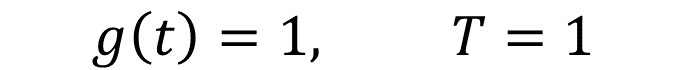 g(t) = 1, T = 1